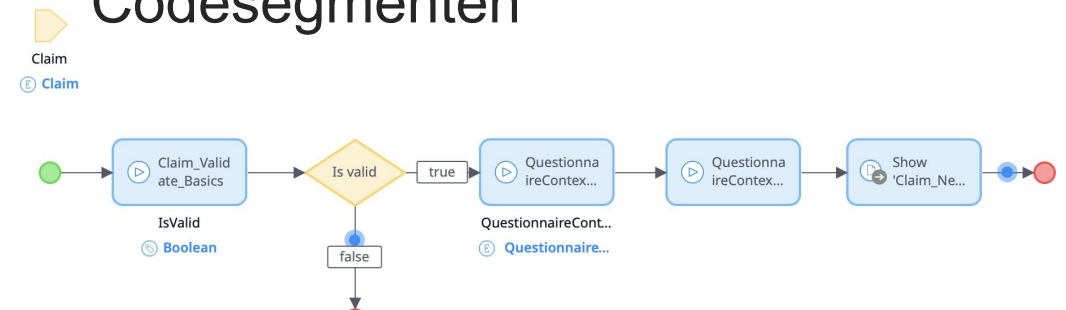 Codesegmenten
Claim
Claim
Claim_Valid
ate_Basics
Is valid
true
Questionna
ireContex...
Questionna
ireContex...
Show
'Claim_Ne...
IsValid
Boolean
QuestionnaireCont...
Questionnaire...
false